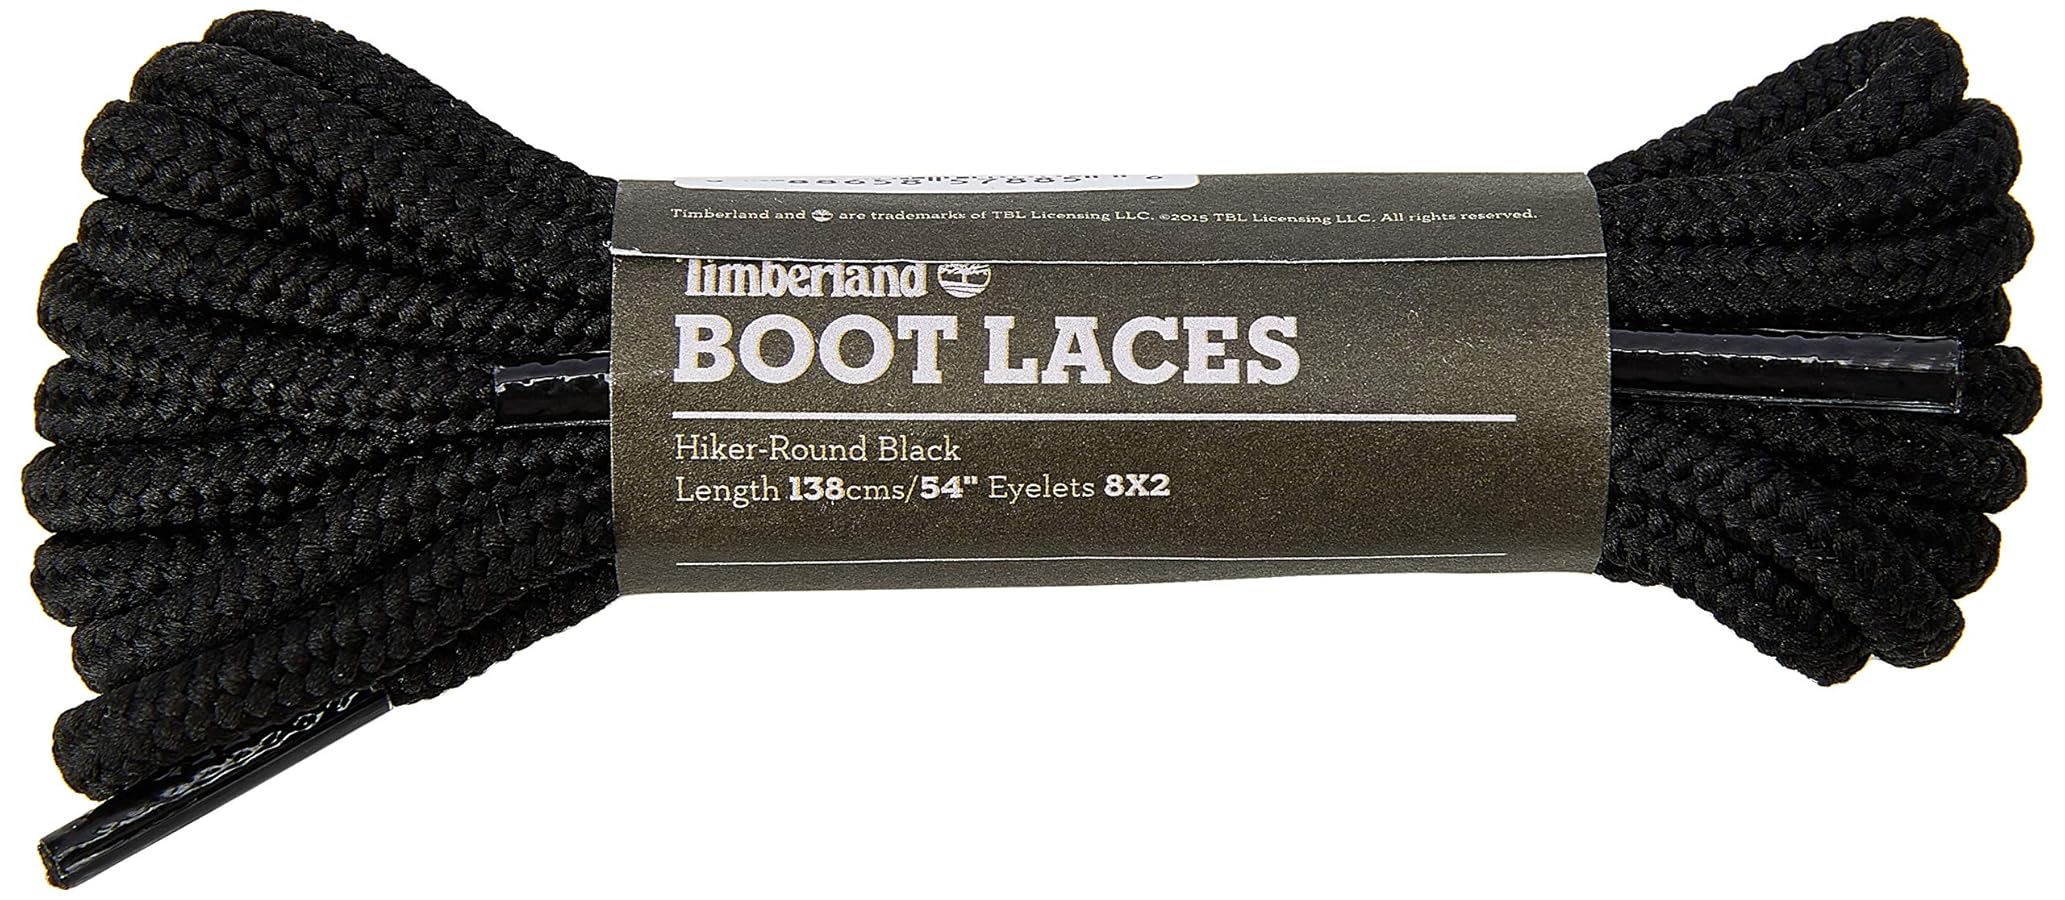 Timberland and are trademarks of TBL Licensing LLC. ©2015 TBL Licensing LLC. All rights reserved.
Timberland
BOOT LACES
Hiker-Round Black
Length 138cms/54" Eyelets 8X2